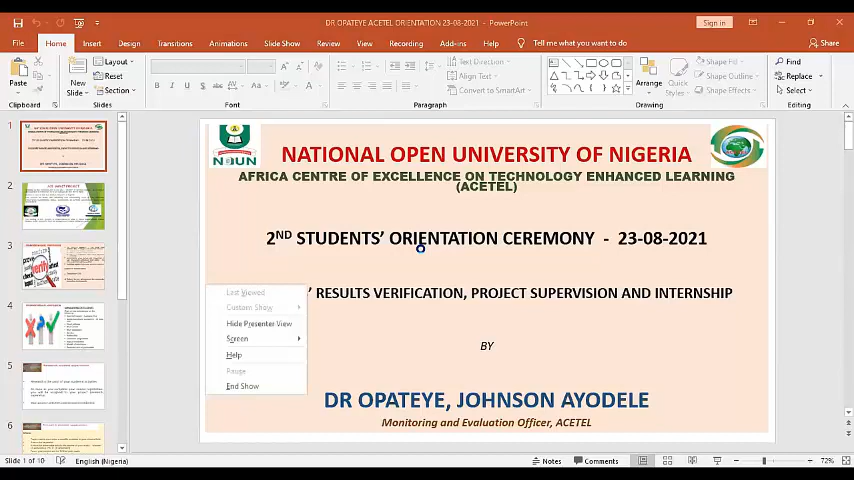 DR OPATEYE ACETEL ORIENTATION 23-08-2021 - PowerPoint
Sign in
File Home Insert Design Transitions Animations Slide Show Review View Recording Add-ins Help Tell me what you want to do Share
Paste
Clipboard
New Slide
Layout
Reset
Section
Slides
Font
Text Direction
Align Text
Convert to SmartArt
Paragraph
Arrange
Quick Styles
Shape Fill
Shape Outline
Shape Effects
Drawing
Find
Replace
Select
Editing
1
2
3
4
5
6
NOUN
NATIONAL OPEN UNIVERSITY OF NIGERIA
AFRICA CENTRE OF EXCELLENCE ON TECHNOLOGY ENHANCED LEARNING
(ACETEL)
2ND STUDENTS' ORIENTATION CEREMONY - 23-08-2021
' RESULTS VERIFICATION, PROJECT SUPERVISION AND INTERNSHIP
BY
DR OPATEYE, JOHNSON AYODELE
Monitoring and Evaluation Officer, ACETEL
Last Viewed
Custom Show
Hide Presenter View
Screen
Help
Pause
End Show
Slide 1 of 10
English (Nigeria)
Notes
Comments
72%